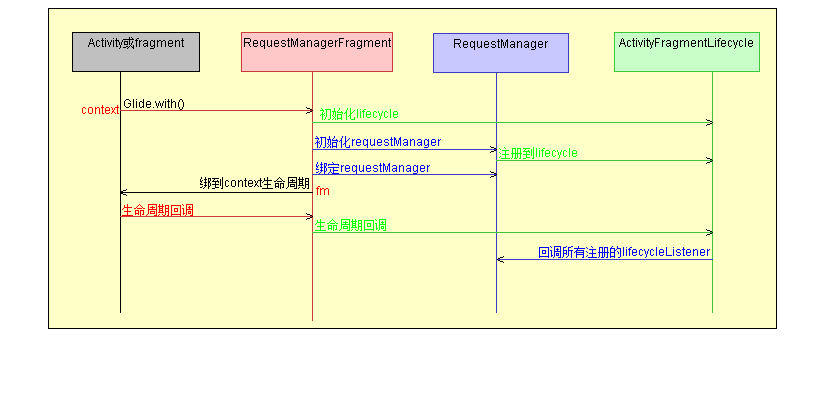 Activity或fragment
RequestManagerFragment
RequestManager
ActivityFragmentLifecycle
context
Glide.with()
初始化lifecycle
初始化requestManager
注册到lifecycle
绑定requestManager
绑到context生命周期
fm
生命周期回调
生命周期回调
回调所有注册的lifecycleListener